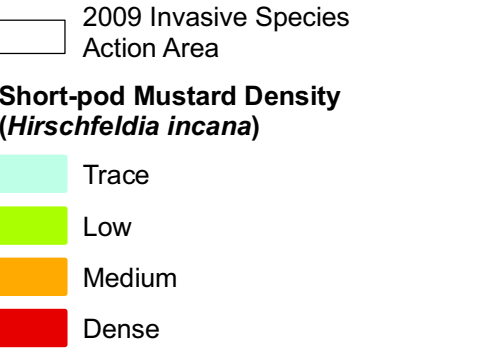 2009 Invasive Species
Action Area
Short-pod Mustard Density
(Hirschfeldia incana)
Trace
Low
Medium
Dense